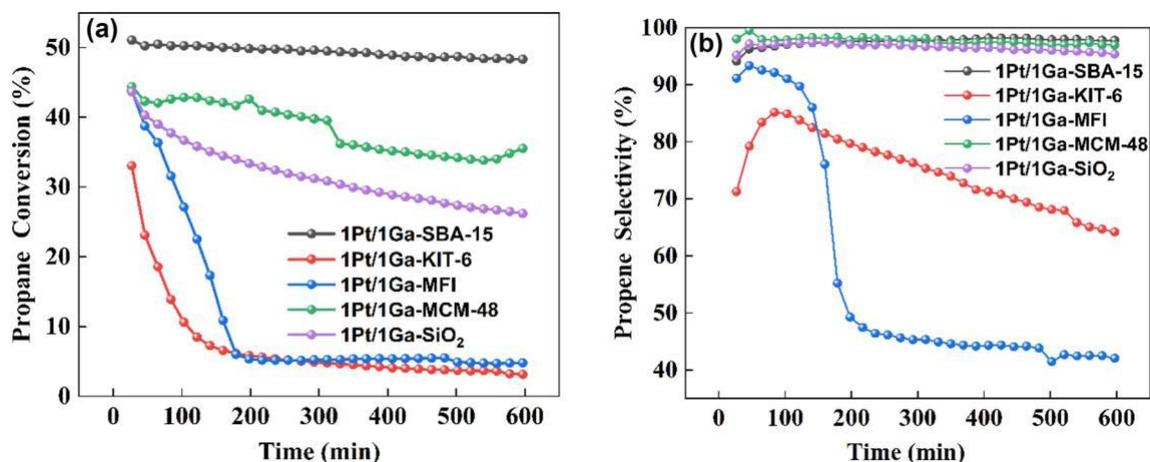 (a)
Propane Conversion (%)
50
40
30
20
10
0
1Pt/1Ga-SBA-15
1Pt/1Ga-KIT-6
1Pt/1Ga-MFI
1Pt/1Ga-MCM-48
1Pt/1Ga-SiO₂
0 100 200 300 400 500 600
Time (min)
(b)
Propene Selectivity (%)
100
90
80
70
60
50
40
1Pt/1Ga-SBA-15
1Pt/1Ga-KIT-6
1Pt/1Ga-MFI
1Pt/1Ga-MCM-48
1Pt/1Ga-SiO₂
0 100 200 300 400 500 600
Time (min)